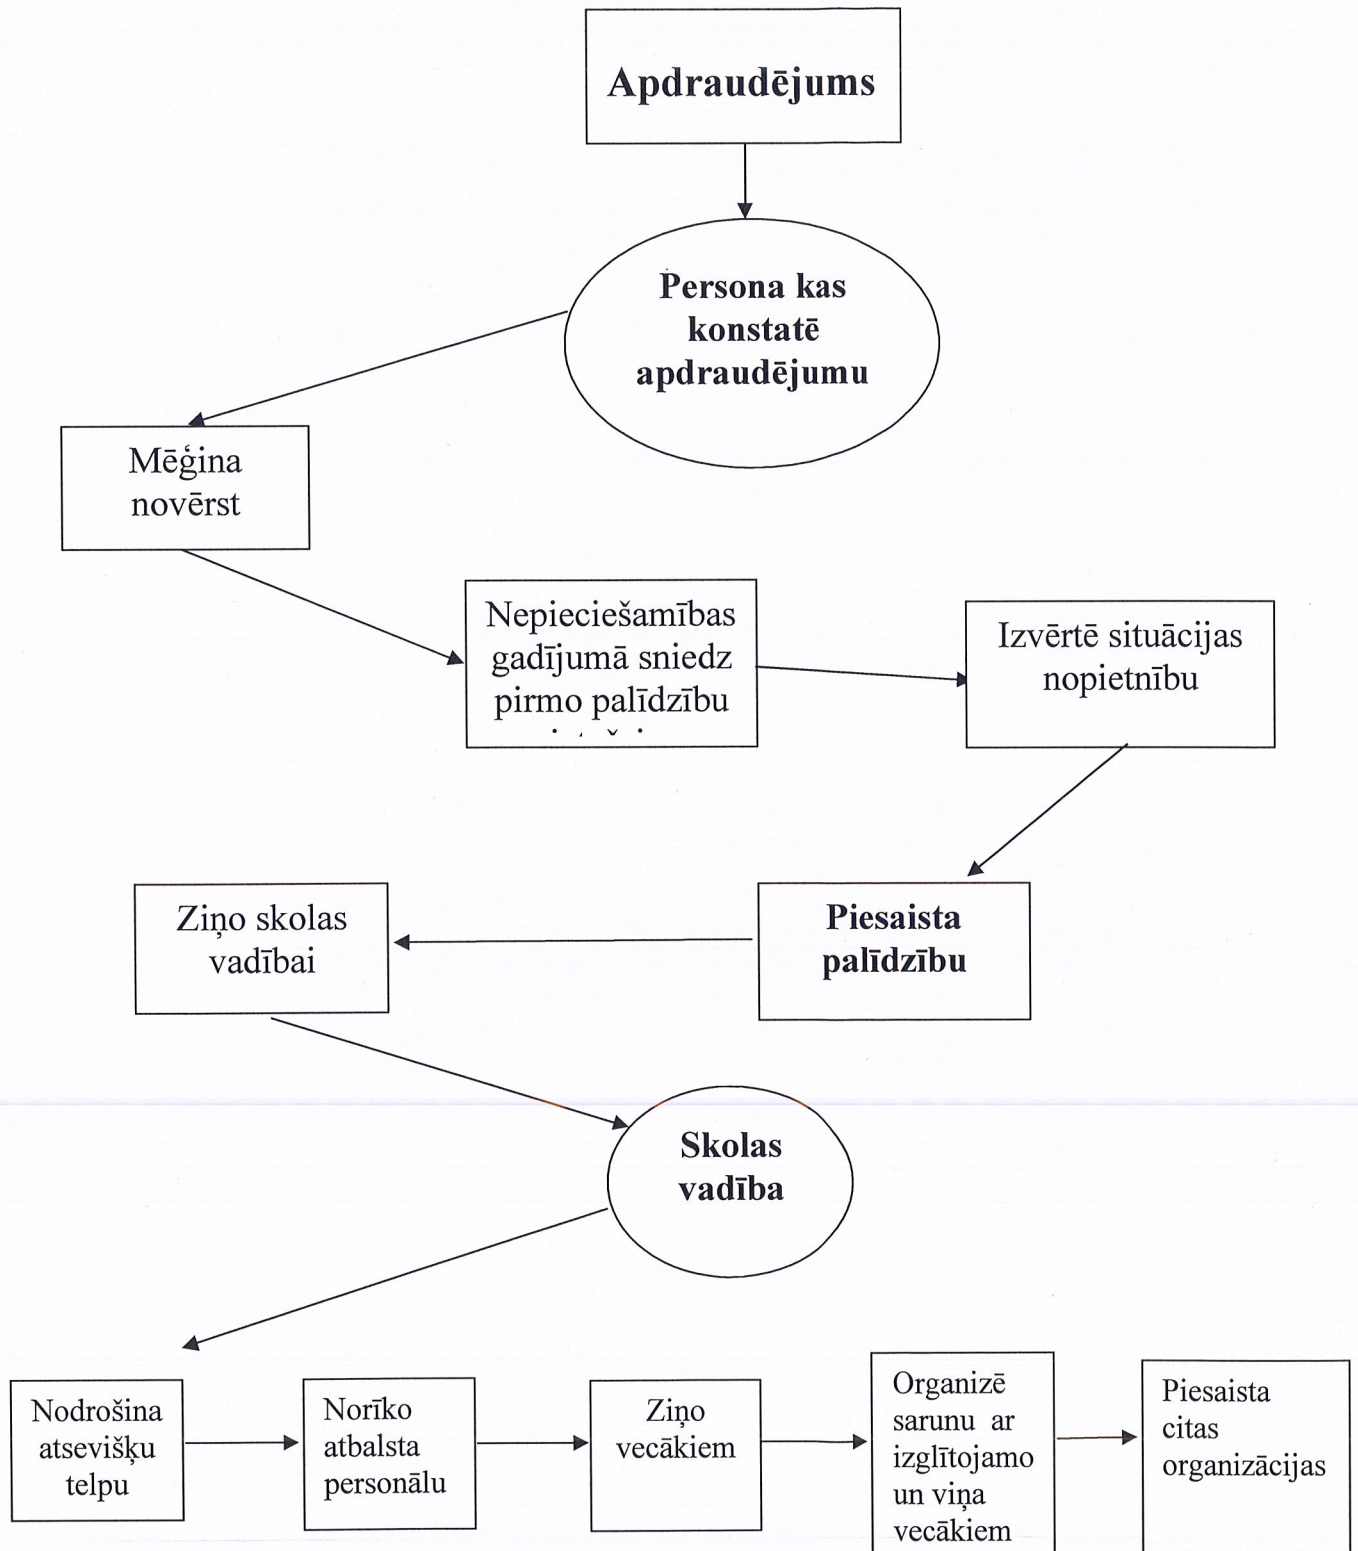 Apdraudējums
Persona kas
konstatē
apdraudējumu
Mēģina
novērst
Nepieciešamības
gadījumā sniedz
pirmo palīdzību
Izvērtē situācijas
nopietnību
Piesaista
palīdzību
Ziņo skolas
vadībai
Skolas
vadība
Nodrošina
atsevišķu
telpu
Norīko
atbalsta
personālu
Ziņo
vecākiem
Organizē
sarunu ar
izglītojamo
un viņa
vecākiem
Piesaista
citas
organizācijas